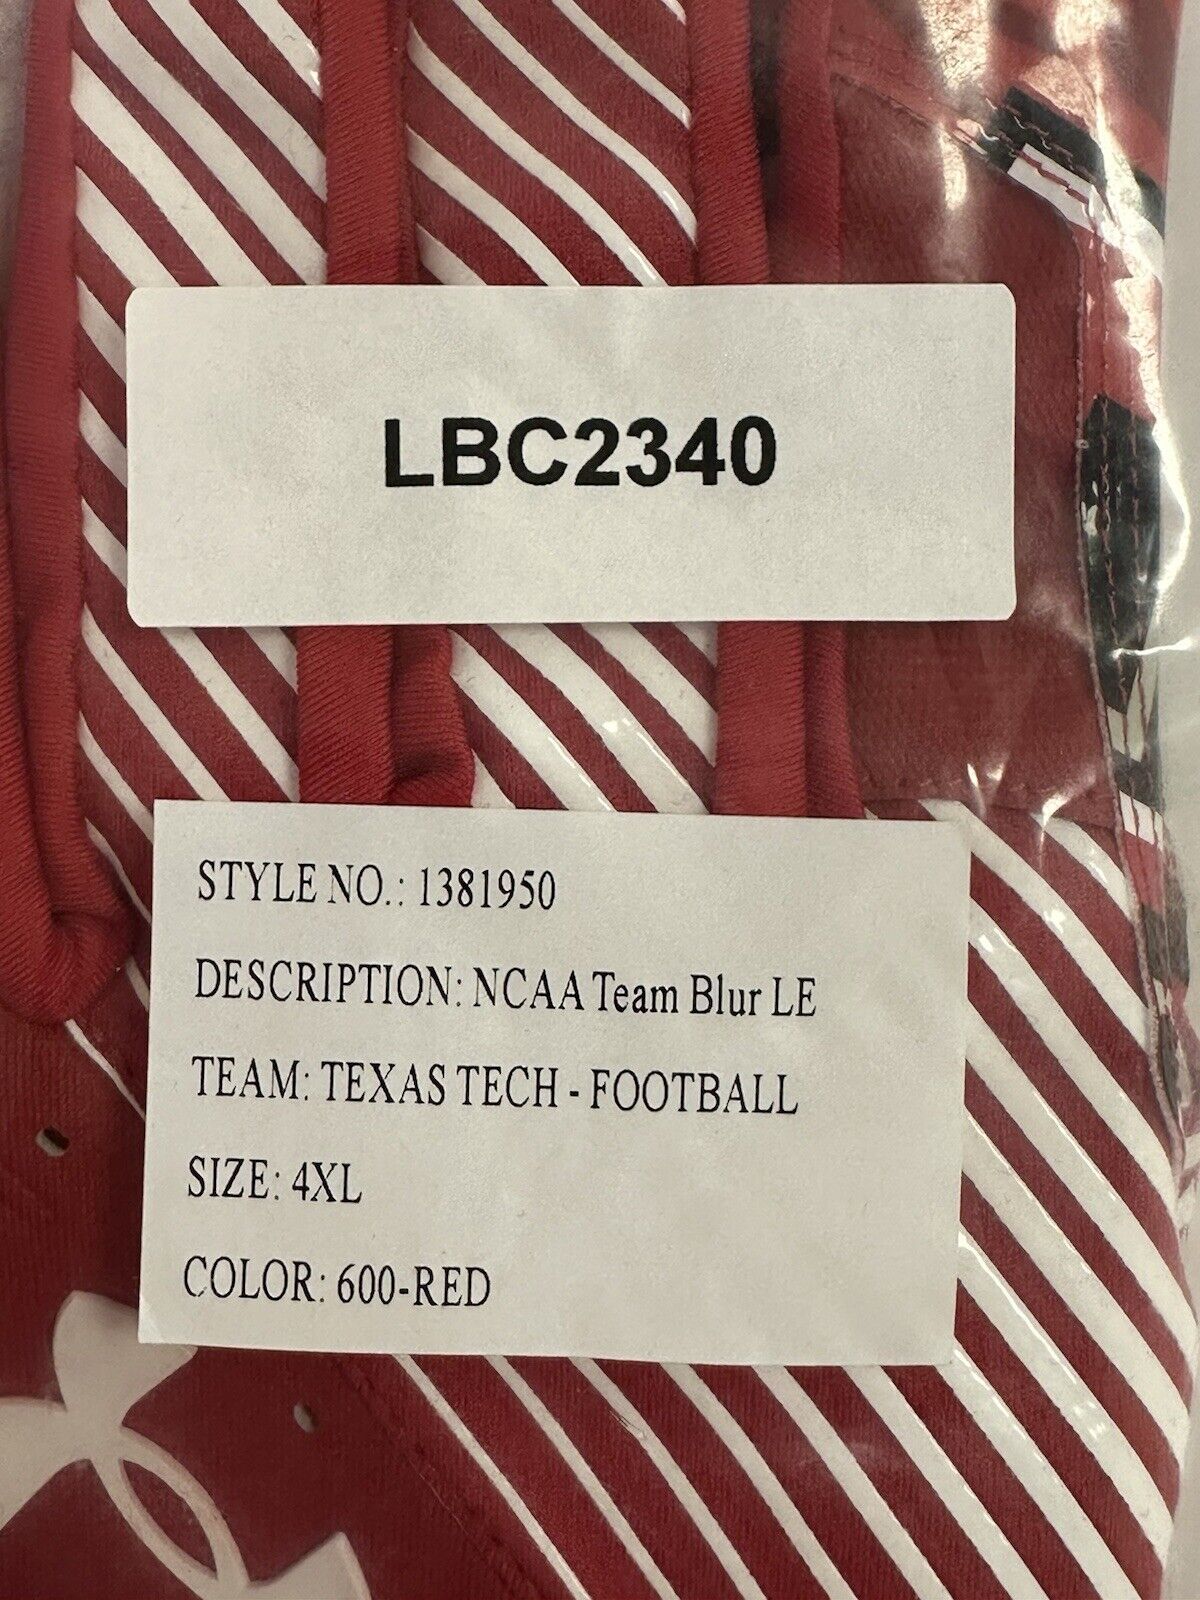 LBC2340
STYLE NO.: 1381950
DESCRIPTION: NCAA Team Blur LE
TEAM: TEXAS TECH - FOOTBALL
SIZE: 4XL
COLOR: 600-RED